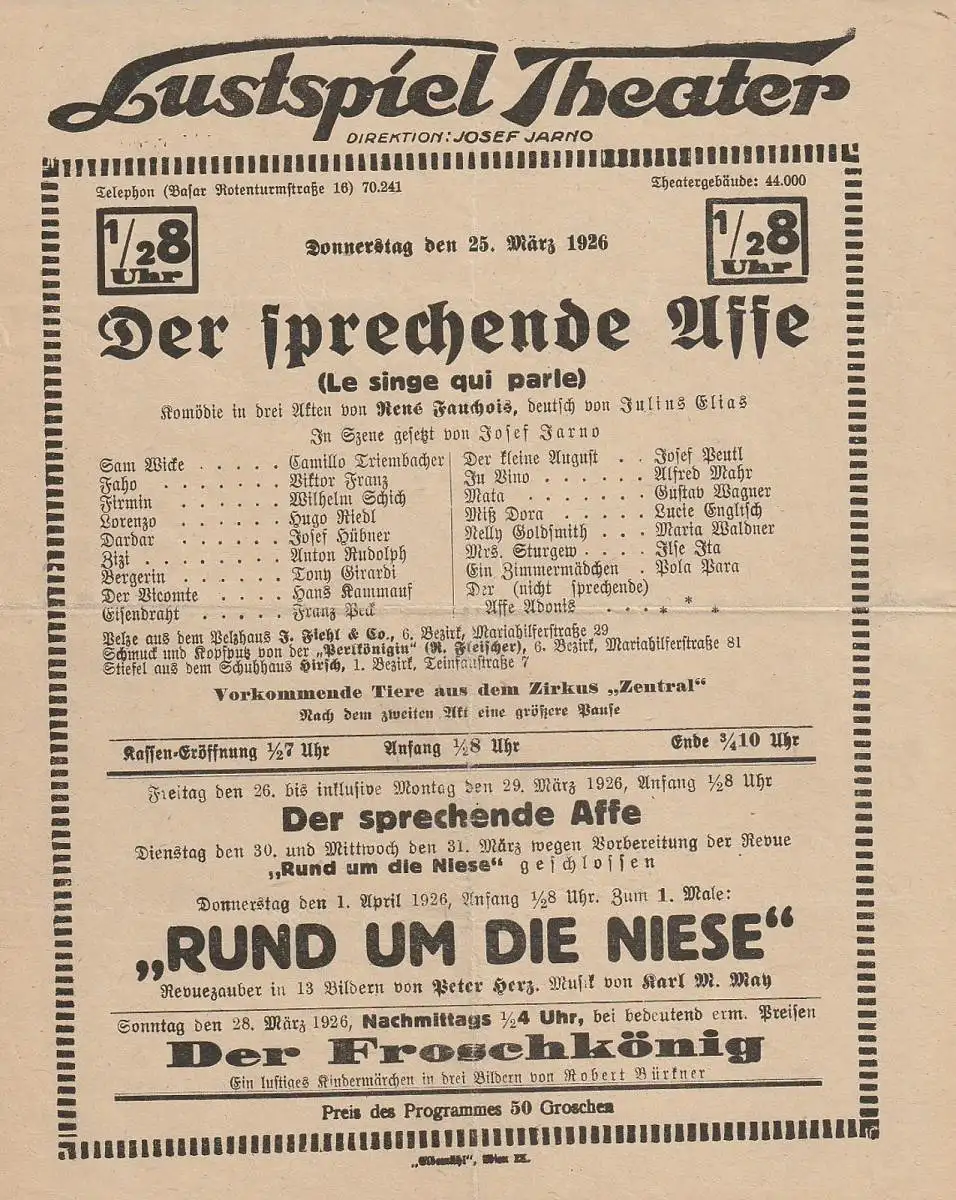 Lustspiel Theater
DIREKTION: JOSEF JARNO
Telephon (Basar Rotenturmstraße 16) 70.241
Theatergebäude: 44.000
1/2 8 Uhr
Donnerstag den 25. März 1926
1/2 8 Uhr
Der sprechende Affe
(Le singe qui parle)
Komödie in drei Akten von René Fauchois, deutsch von Julius Elias
In Szene gesetzt von Josef Jarno
Sam Wicke . . . . . Camillo Triembacher
Faho . . . . . . . Viktor Franz
Firmin . . . . . . Wilhelm Schich
Lorenzo . . . . . . Hugo Riedl
Dardar . . . . . . Josef Hübner
Zizi . . . . . . . . Anton Rudolph
Bergerin . . . . . . Tony Girardi
Der Vicomte . . . . Hans Kammauf
Eisendraht . . . . Franz Beck
Der kleine August . . Josef Peutl
Ju Vino . . . . . . Alfred Mahr
Mata . . . . . . Gustav Wagner
Miß Dora . . . . . Lucie Englisch
Nelly Goldsmith . . . Maria Waldner
Mrs. Sturgew . . . . Ilse Ita
Ein Zimmermädchen . Pola Para
Der (nicht sprechende)
Affe Adonis . . . . * * *
Pelze aus dem Pelzhaus J. Fiehl & Co., 6. Bezirk, Mariahilferstraße 29
Schmuck und Kopfputz von der „Perlkönigin“ (R. Fleischer), 6. Bezirk, Mariahilferstraße 81
Stiefel aus dem Schuhhaus Hirsch, 1. Bezirk, Teinfaltstraße 7
Vorkommende Tiere aus dem Zirkus „Zentral“
Nach dem zweiten Akt eine größere Pause
Kassen-Eröffnung ½7 Uhr Anfang ½8 Uhr Ende ¾10 Uhr
Freitag den 26. bis inklusive Montag den 29. März 1926, Anfang ½8 Uhr
Der sprechende Affe
Dienstag den 30. und Mittwoch den 31. März wegen Vorbereitung der Revue
„Rund um die Niese“ geschlossen
Donnerstag den 1. April 1926, Anfang ½8 Uhr. Zum 1. Male:
„RUND UM DIE NIESE“
Revuezauber in 13 Bildern von Peter Herz. Musik von Karl M. May
Sonntag den 28. März 1926, Nachmittags ½4 Uhr, bei bedeutend erm. Preisen
Der Froschkönig
Ein lustiges Kindermärchen in drei Bildern von Robert Bürkner
Preis des Programmes 50 Groschen
„Elbemühl“, Wien IX.